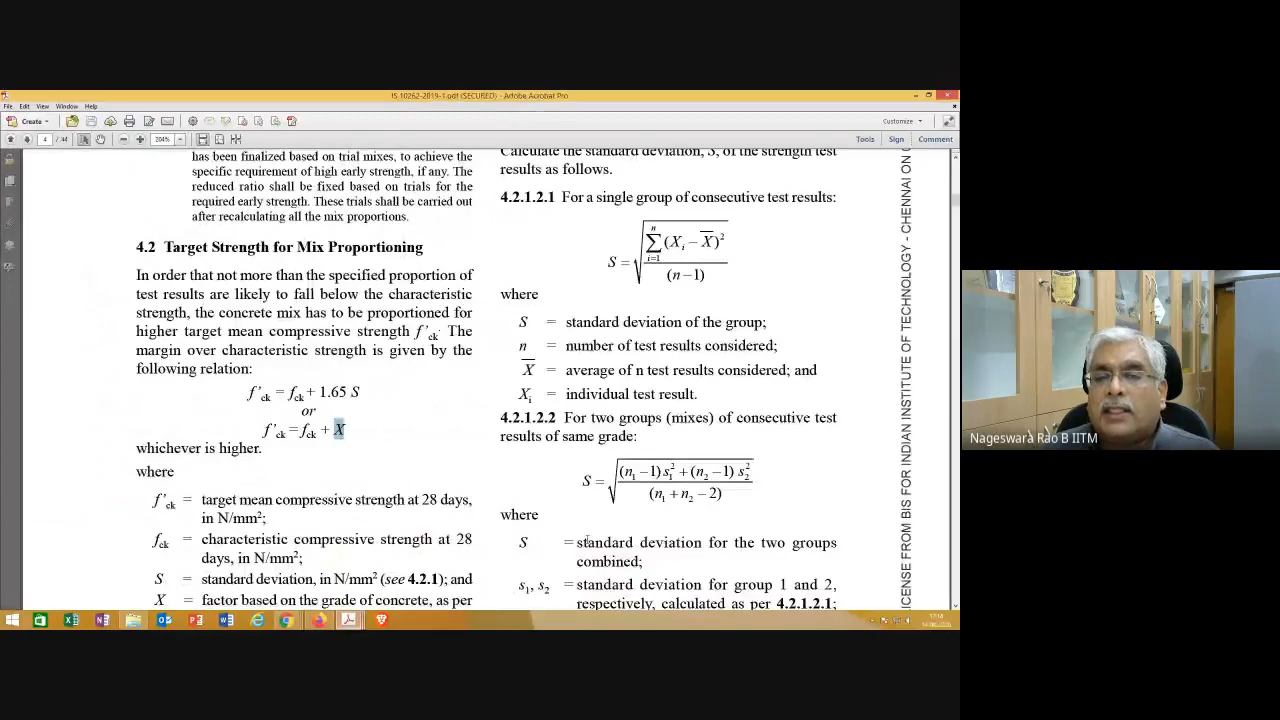 IS-10262-2019-1.pdf (SECURED) - Adobe Acrobat Pro
File Edit View Window Help
Create
Customize
4 / 44
204%
Tools Sign Comment
has been finalized based on trial mixes, to achieve the
specific requirement of high early strength, if any. The
reduced ratio shall be fixed based on trials for the
required early strength. These trials shall be carried out
after recalculating all the mix proportions.
4.2 Target Strength for Mix Proportioning
In order that not more than the specified proportion of
test results are likely to fall below the characteristic
strength, the concrete mix has to be proportioned for
higher target mean compressive strength f'ck. The
margin over characteristic strength is given by the
following relation:
f'ck = fck + 1.65 S
or
f'ck = fck + X
whichever is higher.
where
f'ck = target mean compressive strength at 28 days,
in N/mm²;
fck = characteristic compressive strength at 28
days, in N/mm²;
S = standard deviation, in N/mm² (see 4.2.1); and
X = factor based on the grade of concrete, as per
Calculate the standard deviation, S, of the strength test
results as follows.
4.2.1.2.1 For a single group of consecutive test results:
S = √(∑i=1n (Xi − X̄)² / (n−1))
where
S = standard deviation of the group;
n = number of test results considered;
X̄ = average of n test results considered; and
Xi = individual test result.
4.2.1.2.2 For two groups (mixes) of consecutive test
results of same grade:
S = √((n1 −1) s1² + (n2 −1) s2² / (n1 + n2 − 2))
where
S = standard deviation for the two groups
combined;
s1, s2 = standard deviation for group 1 and 2,
respectively, calculated as per 4.2.1.2.1;
LICENSE FROM BIS FOR INDIAN INSTITUTE OF TECHNOLOGY - CHENNAI ON
Nageswara Rao B IITM